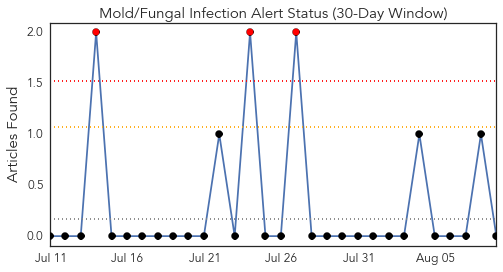 Mold/Fungal Infection Alert Status (30-Day Window)
Articles Found
2.0
1.5
1.0
0.5
0.0
Jul 11 Jul 16 Jul 21 Jul 26 Jul 31 Aug 05